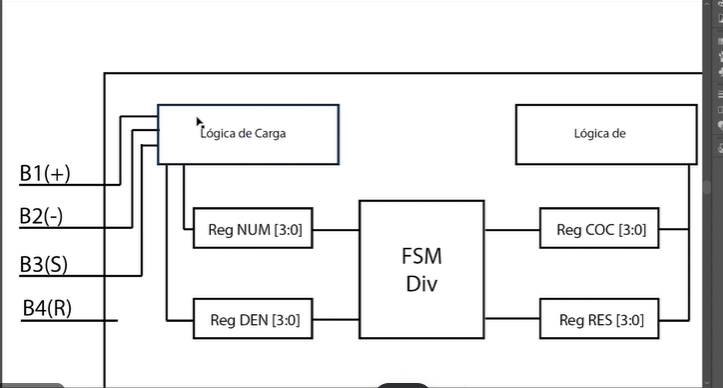 Lógica de Carga
Lógica de
B1(+)
B2(-)
B3(S)
B4(R)
Reg NUM [3:0]
Reg DEN [3:0]
FSM
Div
Reg COC [3:0]
Reg RES [3:0]